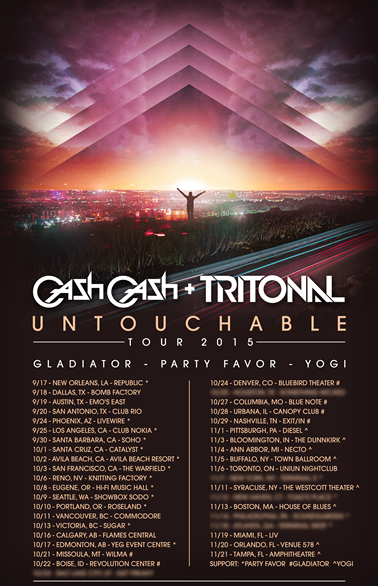 Cash Cash + TRITONAL
UNTOUCHABLE
TOUR 2015
GLADIATOR - PARTY FAVOR - YOGI
9/17 - NEW ORLEANS, LA - REPUBLIC *
9/18 - DALLAS, TX - BOMB FACTORY
9/19 - AUSTIN, TX - EMO'S EAST
9/20 - SAN ANTONIO, TX - CLUB RIO
9/24 - PHOENIX, AZ - LIVEWIRE *
9/25 - LOS ANGELES, CA - CLUB NOKIA *
9/30 - SANTA BARBARA, CA - SOHO *
10/1 - SANTA CRUZ, CA - CATALYST *
10/2 - AVILA BEACH, CA - AVILA BEACH RESORT *
10/3 - SAN FRANCISCO, CA - THE WARFIELD *
10/6 - RENO, NV - KNITTING FACTORY *
10/8 - EUGENE, OR - HI-FI MUSIC HALL *
10/9 - SEATTLE, WA - SHOWBOX SODO *
10/10 - PORTLAND, OR - ROSELAND *
10/11 - VANCOUVER, BC - COMMODORE
10/13 - VICTORIA, BC - SUGAR *
10/16 - CALGARY, AB - FLAMES CENTRAL
10/17 - EDMONTON, AB - YEG EVENT CENTRE *
10/21 - MISSOULA, MT - WILMA #
10/22 - BOISE, ID - REVOLUTION CENTER #
10/24 - DENVER, CO - BLUEBIRD THEATER #
10/27 - COLUMBIA, MO - BLUE NOTE #
10/28 - URBANA, IL - CANOPY CLUB #
10/29 - NASHVILLE, TN - EXIT/IN #
11/1 - PITTSBURGH, PA - DIESEL ^
11/3 - BLOOMINGTON, IN - THE DUNKIRK ^
11/4 - ANN ARBOR, MI - NECTO ^
11/5 - BUFFALO, NY - TOWN BALLROOM ^
11/6 - TORONTO, ON - UNIUN NIGHTCLUB
11/11 - SYRACUSE, NY - THE WESTCOTT THEATER ^
11/13 - BOSTON, MA - HOUSE OF BLUES ^
11/19 - MIAMI, FL - LIV
11/20 - ORLANDO, FL - VENUE 578 ^
11/21 - TAMPA, FL - AMPHITHEATRE ^
SUPPORT: *PARTY FAVOR #GLADIATOR ^YOGI